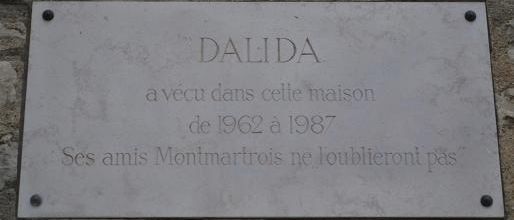 DALIDA
a vécu dans cette maison
de 1962 à 1987
"Ses amis Montmartrois ne l'oublieront pas"